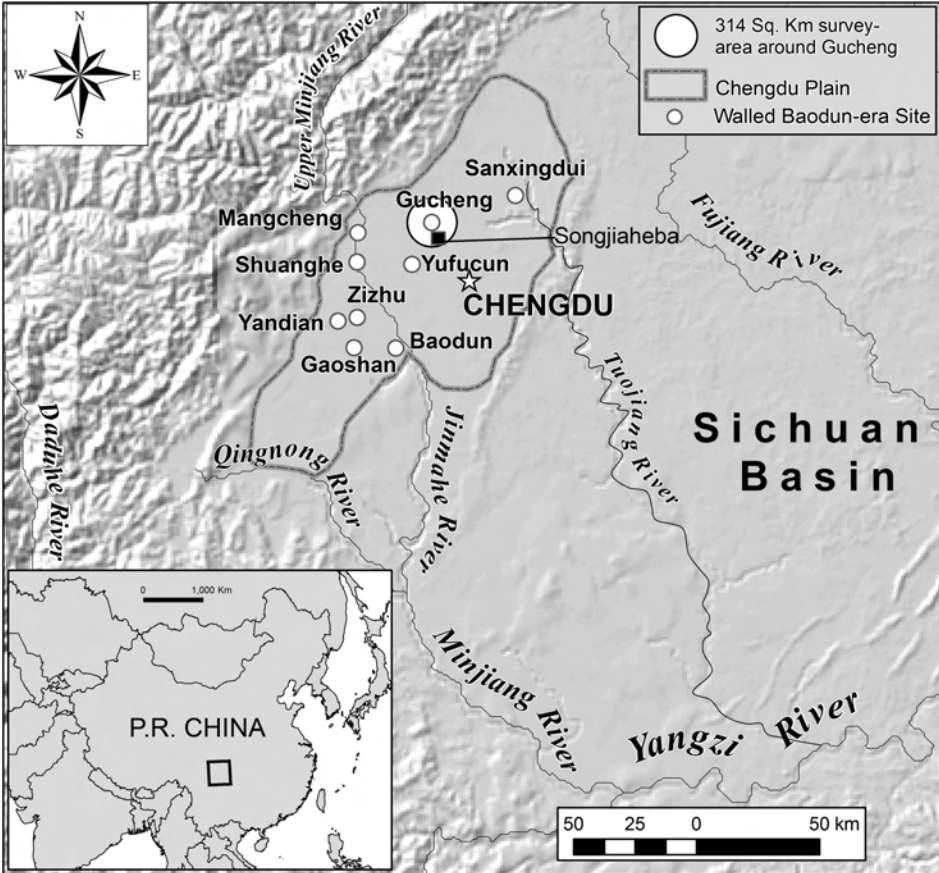 N
W
E
S
314 Sq. Km survey-
area around Gucheng
Chengdu Plain
Walled Baodun-era Site
Upper Minjiang River
Sanxingdui
Gucheng
Mangcheng
Songjiaheba
Fujiang River
Shuanghe
Yufucun
Zizhu
CHENGDU
Yandian
Baodun
Gaoshan
Tuojiang River
Daduhe River
Qingnong
River
Jinmahe River
Sichuan
Basin
0
1,000 Km
P.R. CHINA
Minjiang River
Yangzi River
50
25
0
50 km